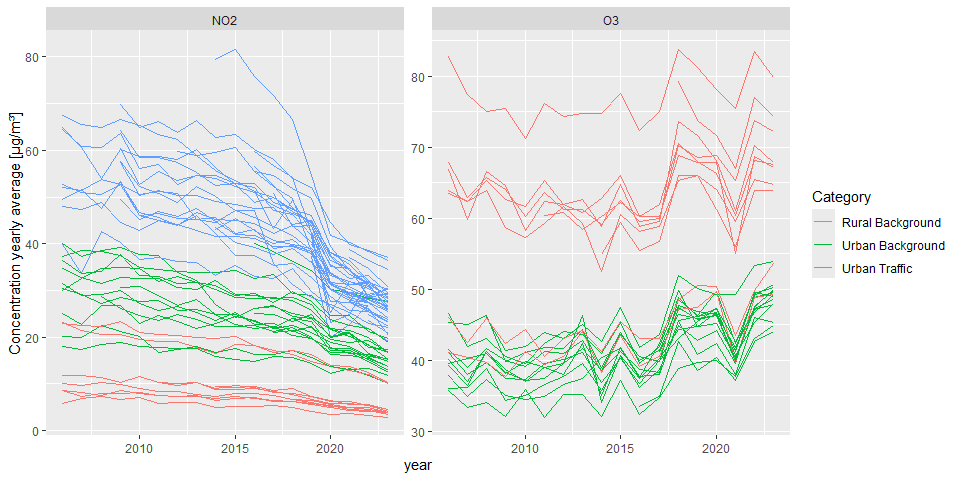 NO2
O3
Concentration yearly average [µg/m³]
80
60
40
20
0
80
70
60
50
40
30
2010
2015
2020
2010
2015
2020
year
Category
Rural Background
Urban Background
Urban Traffic